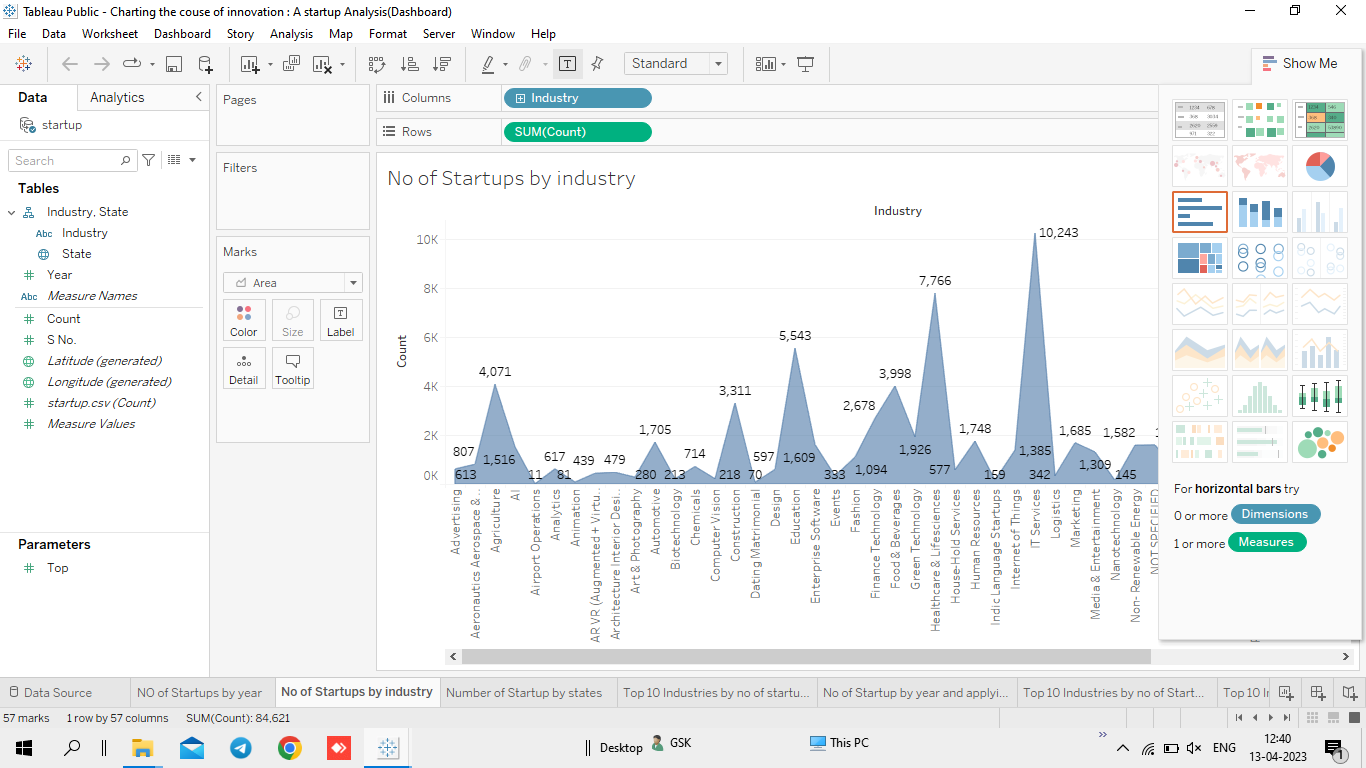 Tableau Public - Charting the couse of innovation : A startup Analysis(Dashboard)
File Data Worksheet Dashboard Story Analysis Map Format Server Window Help
Standard
Show Me
Data Analytics
startup
Search
Tables
Industry, State
Abc Industry
State
Year
Abc Measure Names
Count
S No.
Latitude (generated)
Longitude (generated)
startup.csv (Count)
Measure Values
Parameters
Top
Pages
Filters
Marks
Area
Color Size Label
Detail Tooltip
Columns Industry
Rows SUM(Count)
No of Startups by industry
Industry
Count
10K
8K
6K
4K
2K
0K
10,243
7,766
5,543
4,071
3,998
3,311
2,678
1,705
1,748
1,685
1,582
807
1,516
617
439
479
714
597
1,609
1,926
1,385
1,094
1,309
613
11
81
280
213
218
70
333
577
159
342
145
Advertising
Aeronautics Aerospace & ..
Agriculture
AI
Airport Operations
Analytics
Animation
AR VR (Augmented + Virtu..
Architecture Interior Desi..
Art & Photography
Automotive
Biotechnology
Chemicals
Computer Vision
Construction
Dating Matrimonial
Design
Education
Enterprise Software
Events
Fashion
Finance Technology
Food & Beverages
Green Technology
Healthcare & Lifesciences
House-Hold Services
Human Resources
Indic Language Startups
Internet of Things
IT Services
Logistics
Marketing
Media & Entertainment
Nanotechnology
Non- Renewable Energy
NOT SPECIFIED
For horizontal bars try
0 or more Dimensions
1 or more Measures
Data Source NO of Startups by year No of Startups by industry Number of Startup by states Top 10 Industries by no of startu... No of Startup by year and applyi... Top 10 Industries by no of Start... Top 10 I
57 marks 1 row by 57 columns SUM(Count): 84,621
Desktop GSK This PC ENG 12:40
13-04-2023
1